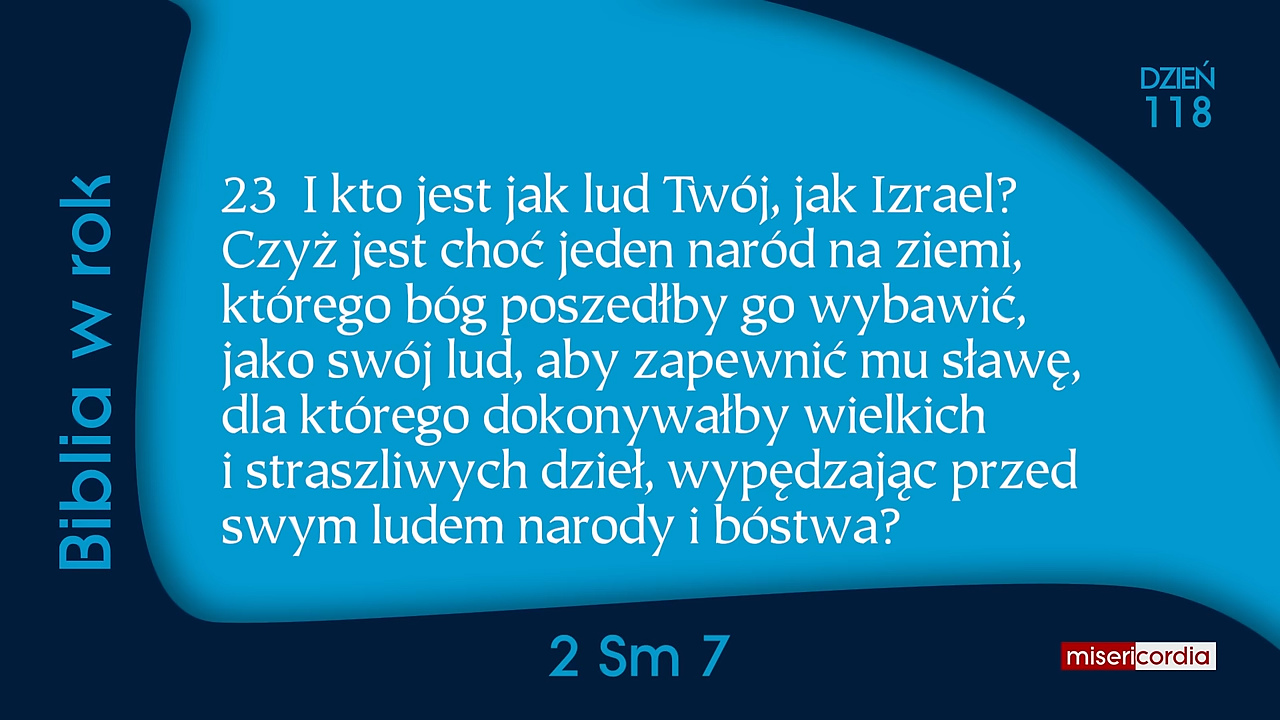 DZIEŃ
118
Biblia w rok
23 I kto jest jak lud Twój, jak Izrael?
Czyż jest choć jeden naród na ziemi,
którego bóg poszedłby go wybawić,
jako swój lud, aby zapewnić mu sławę,
dla którego dokonywałby wielkich
i straszliwych dzieł, wypędzając przed
swym ludem narody i bóstwa?
2 Sm 7
misericordia